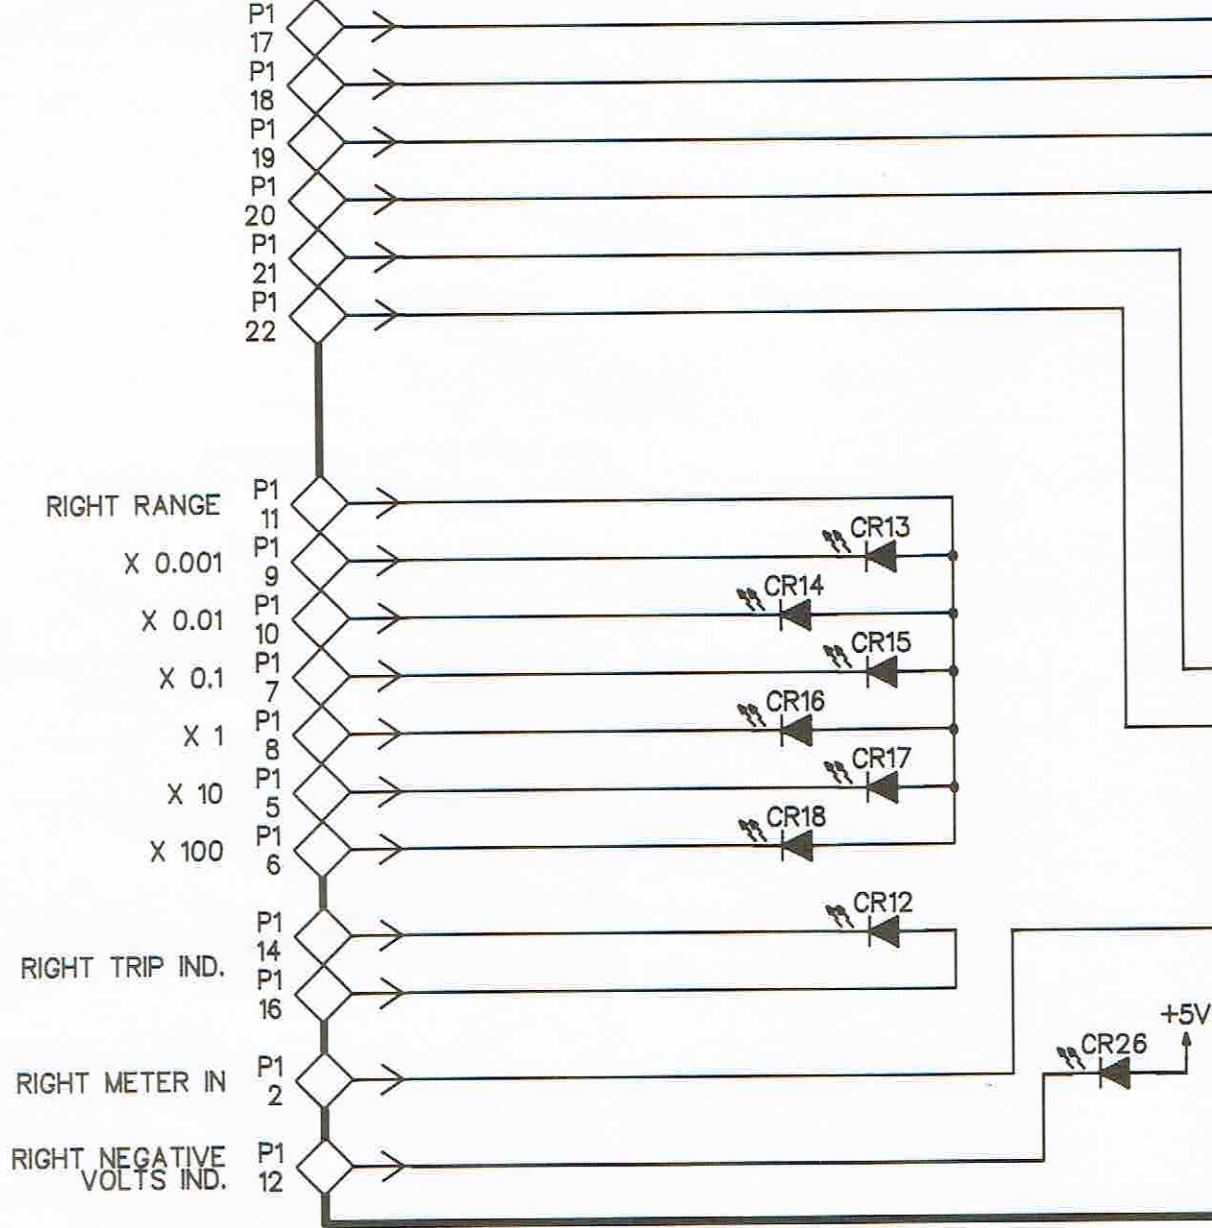 P1
17
P1
18
P1
19
P1
20
P1
21
P1
22
RIGHT RANGE P1
11
CR13
X 0.001 P1
9
CR14
X 0.01 P1
10
CR15
X 0.1 P1
7
CR16
X 1 P1
8
CR17
X 10 P1
5
CR18
X 100 P1
6
CR12
P1
14
RIGHT TRIP IND.
P1
16
+5V
CR26
RIGHT METER IN P1
2
RIGHT NEGATIVE P1
VOLTS IND. 12